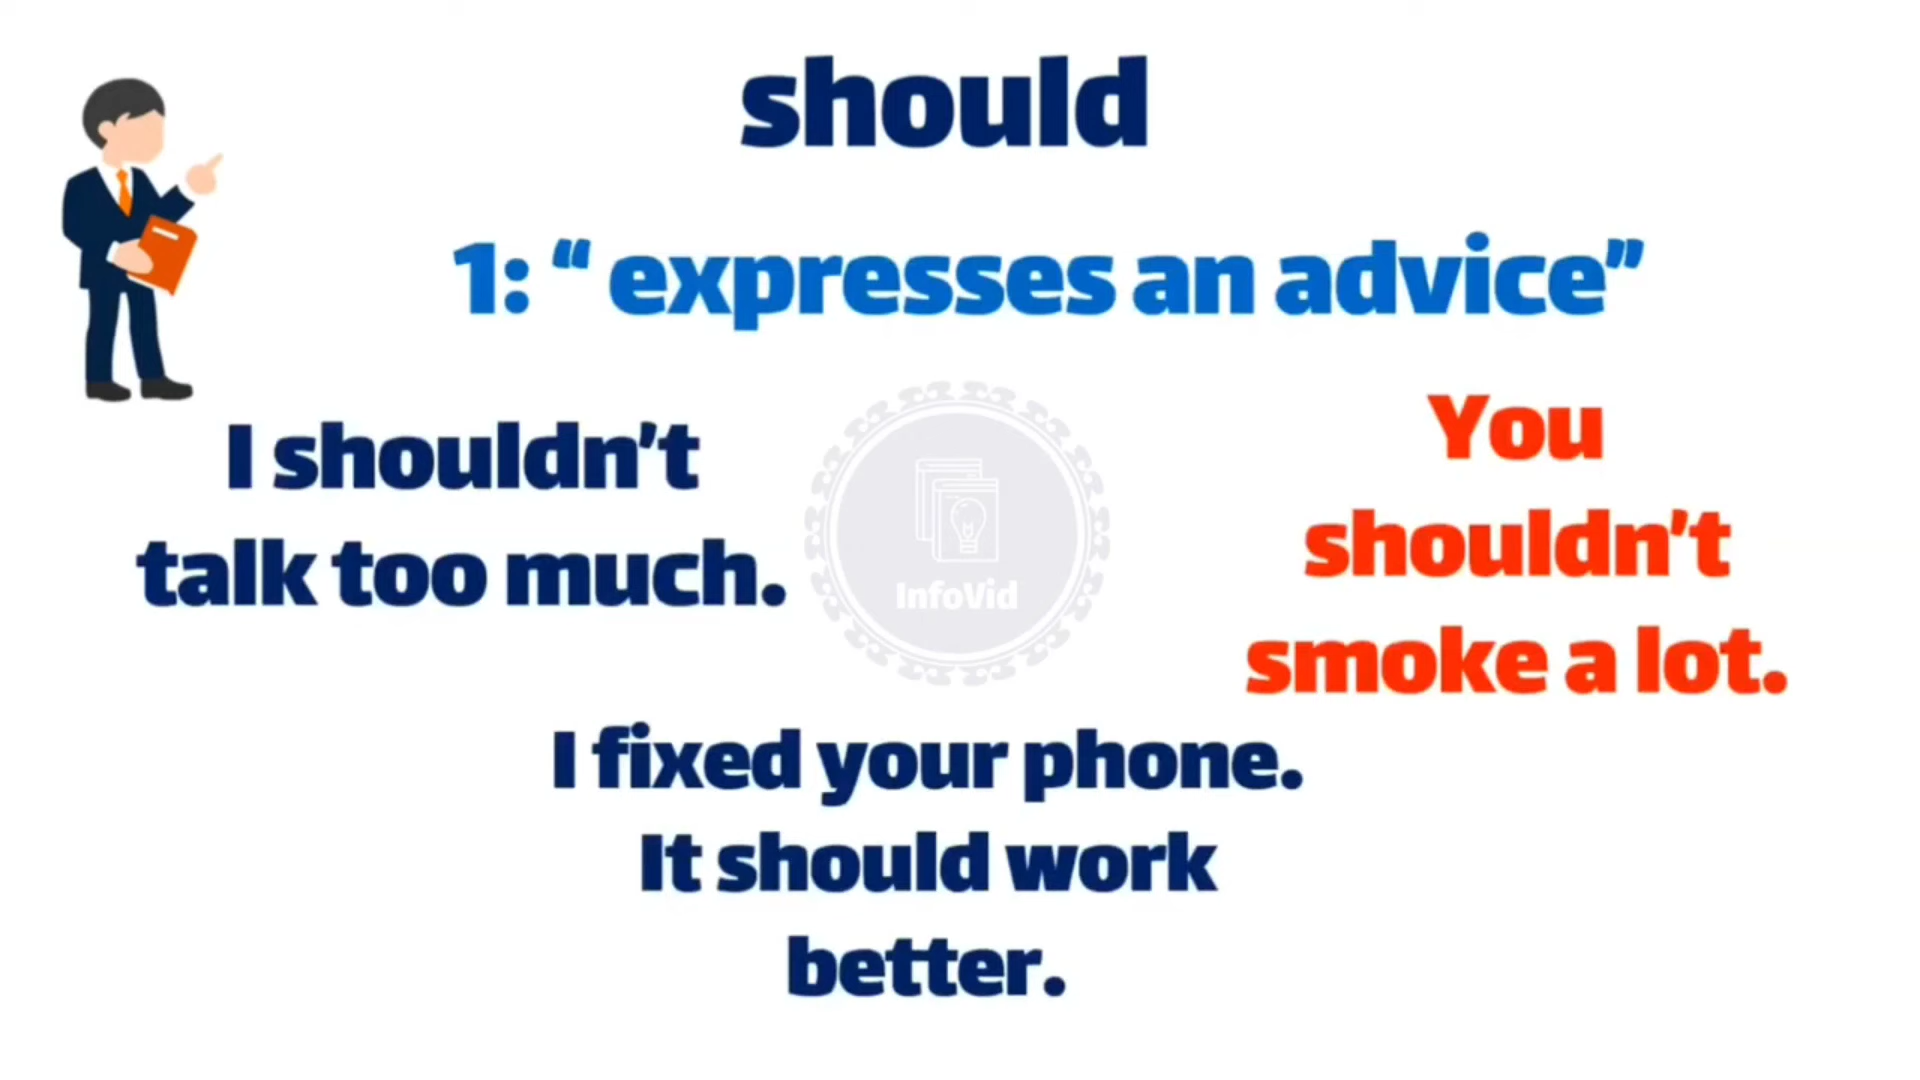 should
1: “ expresses an advice”
I shouldn’t
talk too much.
You
shouldn’t
smoke a lot.
InfoVid
I fixed your phone.
It should work
better.